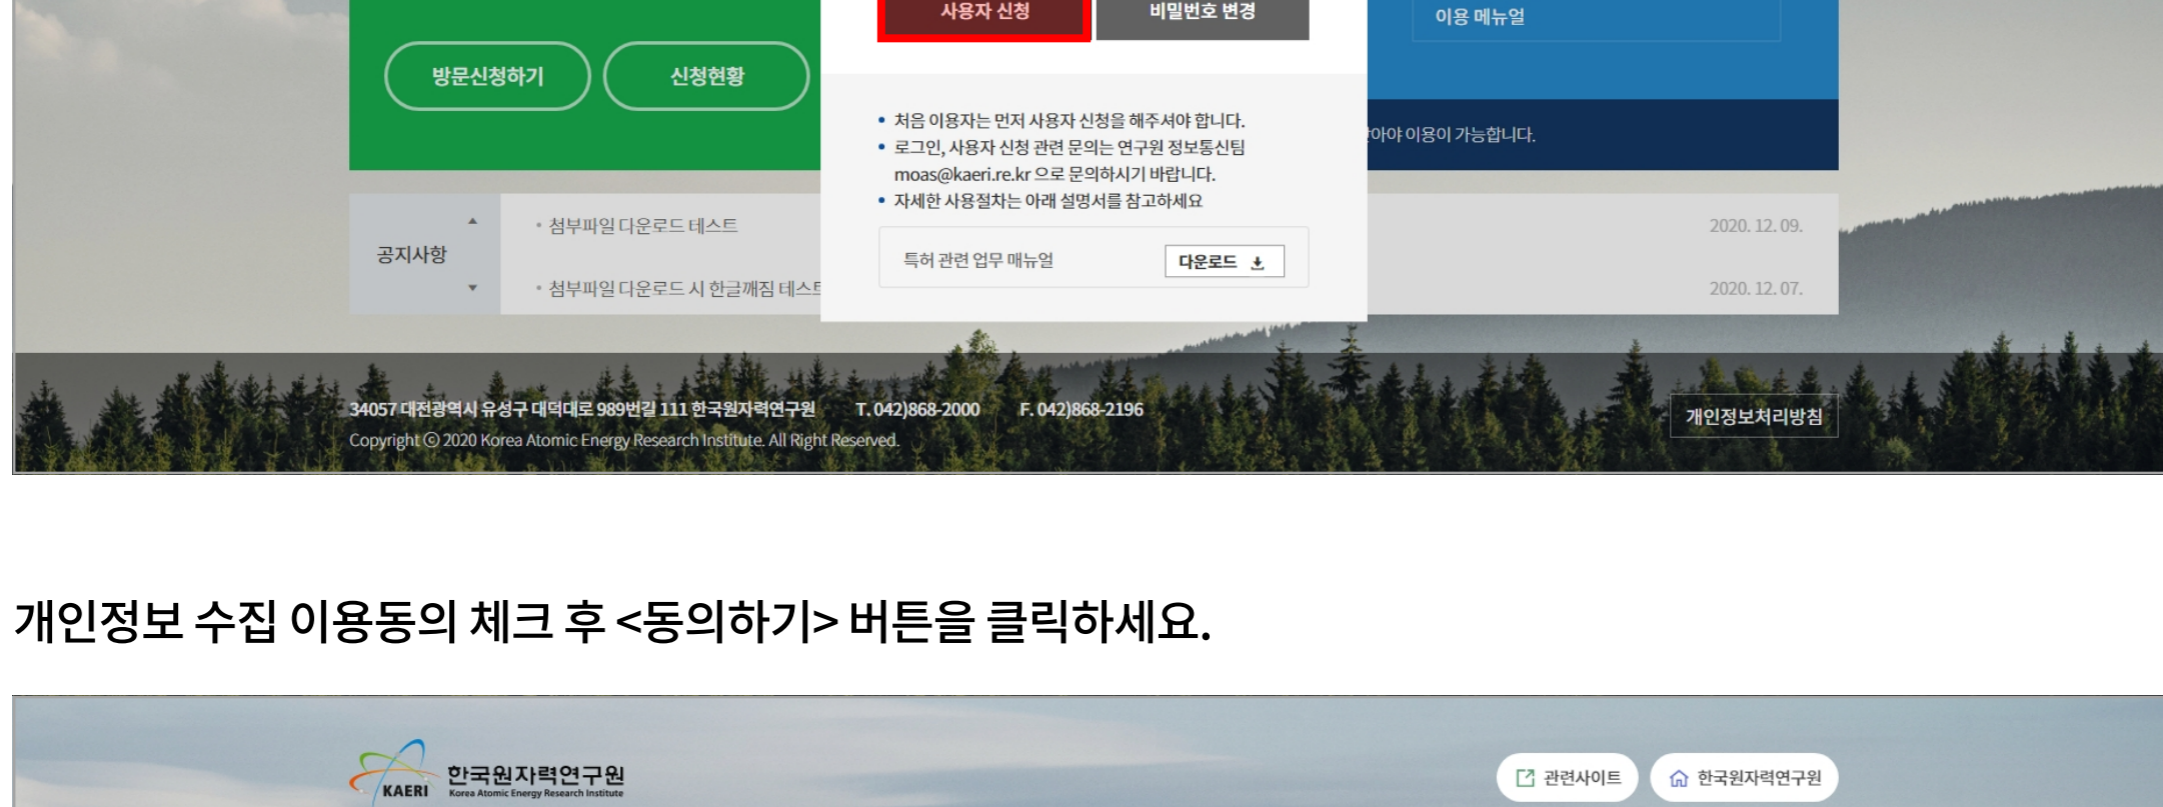 사용자 신청
비밀번호 변경
이용 메뉴얼
방문신청하기
신청현황
• 처음 이용자는 먼저 사용자 신청을 해주셔야 합니다.
• 로그인, 사용자 신청 관련 문의는 연구원 정보통신팀
moas@kaeri.re.kr 으로 문의하시기 바랍니다.
• 자세한 사용절차는 아래 설명서를 참고하세요
아야 이용이 가능합니다.
특허 관련 업무 매뉴얼
다운로드
공지사항
• 첨부파일 다운로드 테스트
2020. 12. 09.
• 첨부파일 다운로드 시 한글깨짐 테스트
2020. 12. 07.
34057 대전광역시 유성구 대덕대로 989번길 111 한국원자력연구원 T. 042)868-2000 F. 042)868-2196
Copyright ⓒ 2020 Korea Atomic Energy Research Institute. All Right Reserved.
개인정보처리방침
개인정보 수집 이용동의 체크 후 <동의하기> 버튼을 클릭하세요.
KAERI
한국원자력연구원
Korea Atomic Energy Research Institute
관련사이트
한국원자력연구원